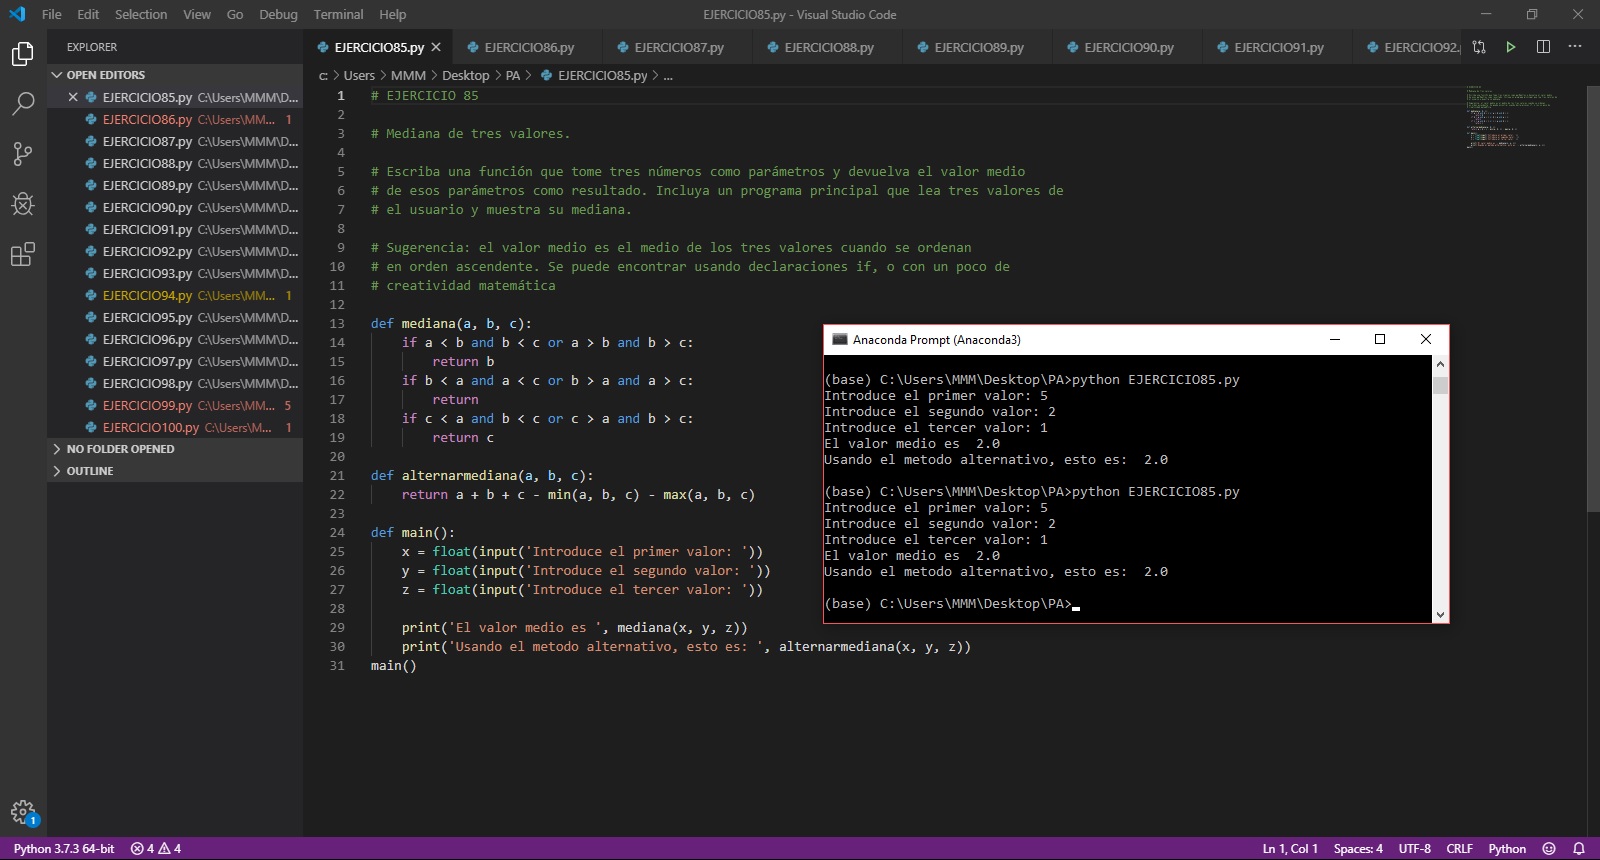 File Edit Selection View Go Debug Terminal Help
EJERCICIO85.py - Visual Studio Code
EXPLORER
OPEN EDITORS
EJERCICIO85.py C:\Users\MMM\D...
EJERCICIO86.py C:\Users\MM... 1
EJERCICIO87.py C:\Users\MMM\D...
EJERCICIO88.py C:\Users\MMM\D...
EJERCICIO89.py C:\Users\MMM\D...
EJERCICIO90.py C:\Users\MMM\D...
EJERCICIO91.py C:\Users\MMM\D...
EJERCICIO92.py C:\Users\MMM\D...
EJERCICIO93.py C:\Users\MMM\D...
EJERCICIO94.py C:\Users\MM... 1
EJERCICIO95.py C:\Users\MMM\D...
EJERCICIO96.py C:\Users\MMM\D...
EJERCICIO97.py C:\Users\MMM\D...
EJERCICIO98.py C:\Users\MMM\D...
EJERCICIO99.py C:\Users\MM... 5
EJERCICIO100.py C:\Users\M... 1
NO FOLDER OPENED
OUTLINE
1
EJERCICIO85.py EJERCICIO86.py EJERCICIO87.py EJERCICIO88.py EJERCICIO89.py EJERCICIO90.py EJERCICIO91.py EJERCICIO92.
c: > Users > MMM > Desktop > PA > EJERCICIO85.py > ...
1 # EJERCICIO 85
2
3 # Mediana de tres valores.
4
5 # Escriba una función que tome tres números como parámetros y devuelva el valor medio
6 # de esos parámetros como resultado. Incluya un programa principal que lea tres valores de
7 # el usuario y muestra su mediana.
8
9 # Sugerencia: el valor medio es el medio de los tres valores cuando se ordenan
10 # en orden ascendente. Se puede encontrar usando declaraciones if, o con un poco de
11 # creatividad matemática
12
13 def mediana(a, b, c):
14 if a < b and b < c or a > b and b > c:
15 return b
16 if b < a and a < c or b > a and a > c:
17 return
18 if c < a and b < c or c > a and b > c:
19 return c
20
21 def alternarmediana(a, b, c):
22 return a + b + c - min(a, b, c) - max(a, b, c)
23
24 def main():
25 x = float(input('Introduce el primer valor: '))
26 y = float(input('Introduce el segundo valor: '))
27 z = float(input('Introduce el tercer valor: '))
28
29 print('El valor medio es ', mediana(x, y, z))
30 print('Usando el metodo alternativo, esto es: ', alternarmediana(x, y, z))
31 main()
Anaconda Prompt (Anaconda3)
(base) C:\Users\MMM\Desktop\PA>python EJERCICIO85.py
Introduce el primer valor: 5
Introduce el segundo valor: 2
Introduce el tercer valor: 1
El valor medio es  2.0
Usando el metodo alternativo, esto es:  2.0
(base) C:\Users\MMM\Desktop\PA>python EJERCICIO85.py
Introduce el primer valor: 5
Introduce el segundo valor: 2
Introduce el tercer valor: 1
El valor medio es  2.0
Usando el metodo alternativo, esto es:  2.0
(base) C:\Users\MMM\Desktop\PA>
Python 3.7.3 64-bit 4 4
Ln 1, Col 1 Spaces: 4 UTF-8 CRLF Python